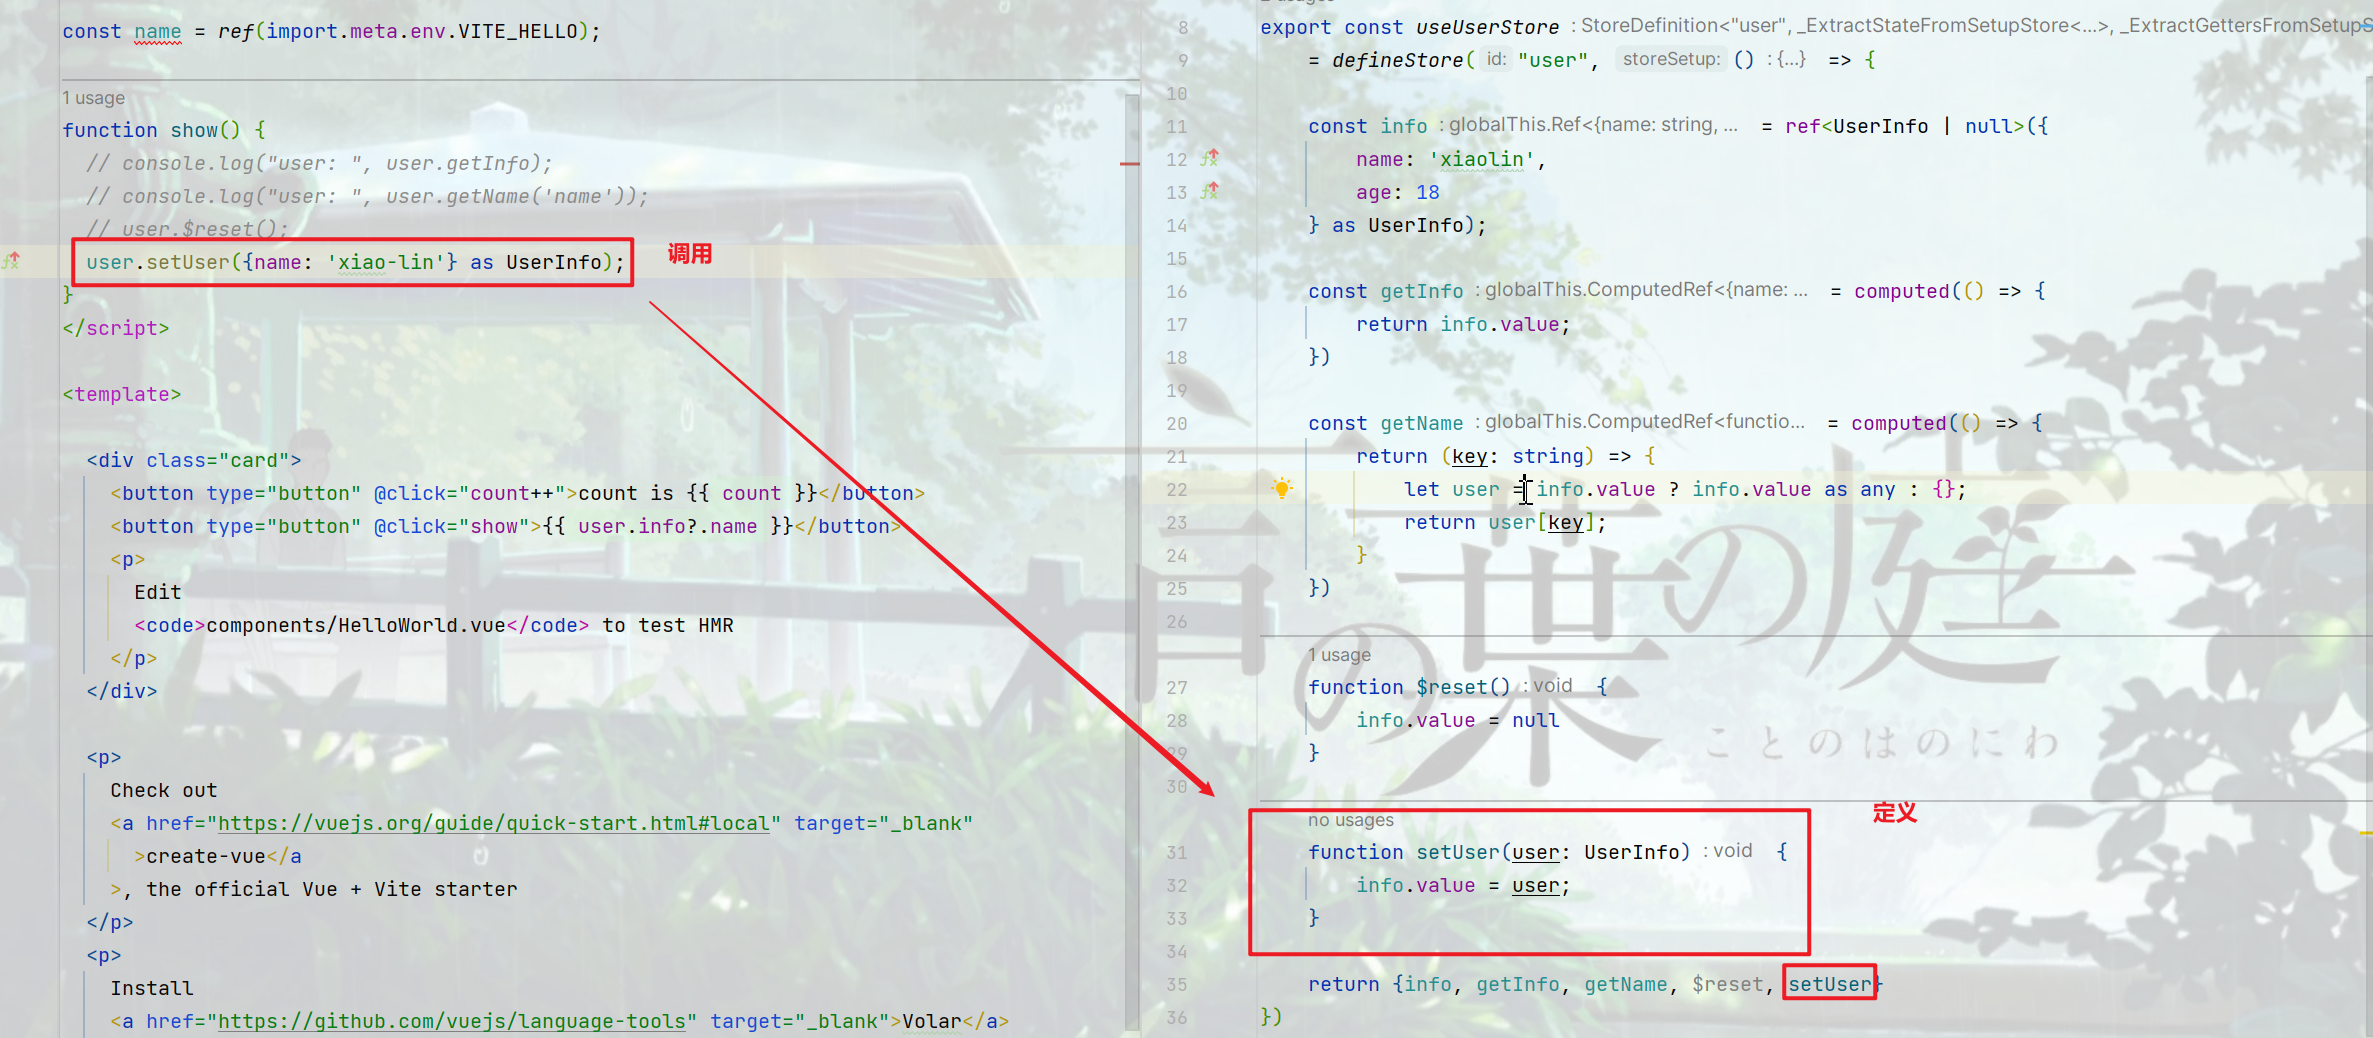 const name = ref(import.meta.env.VITE_HELLO);
1 usage
function show() {
// console.log("user: ", user.getInfo);
// console.log("user: ", user.getName('name'));
// user.$reset();
user.setUser({name: 'xiao-lin'} as UserInfo);
调用
}
</script>
<template>
<div class="card">
<button type="button" @click="count++">count is {{ count }}</button>
<button type="button" @click="show">{{ user.info?.name }}</button>
<p>
Edit
<code>components/HelloWorld.vue</code> to test HMR
</p>
</div>
<p>
Check out
<a href="https://vuejs.org/guide/quick-start.html#local" target="_blank"
>create-vue</a
>, the official Vue + Vite starter
</p>
<p>
Install
<a href="https://github.com/vuejs/language-tools" target="_blank">Volar</a>
8 export const useUserStore : StoreDefinition<"user", _ExtractStateFromSetupStore<...>, _ExtractGettersFromSetupS
9 = defineStore( id: "user", storeSetup: () : {...} => {
10
11 const info : globalThis.Ref<{name: string, ... = ref<UserInfo | null>({
12 name: 'xiaolin',
13 age: 18
14 } as UserInfo);
15
16 const getInfo : globalThis.ComputedRef<{name: ... = computed(() => {
17 return info.value;
18 })
19
20 const getName : globalThis.ComputedRef<functio... = computed(() => {
21 return (key: string) => {
22 let user = info.value ? info.value as any : {};
23 return user[key];
24 }
25 })
26
1 usage
27 function $reset() : void {
28 info.value = null
29 }
30
no usages
定义
31 function setUser(user: UserInfo) : void {
32 info.value = user;
33 }
34
35 return {info, getInfo, getName, $reset, setUser}
36 })
言の葉の庭
ことのはのにわ